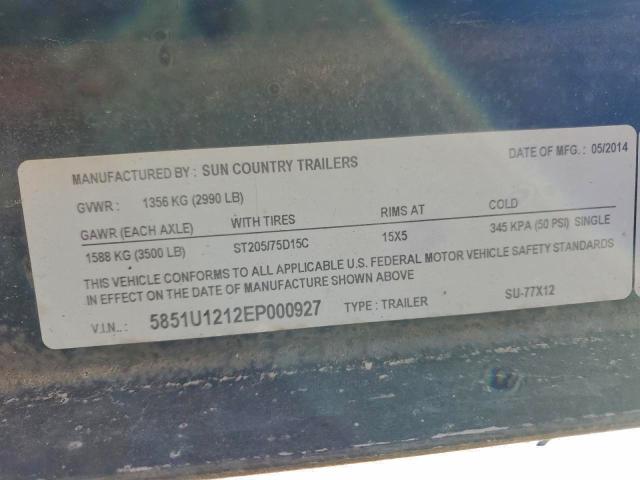 MANUFACTURED BY : SUN COUNTRY TRAILERS DATE OF MFG. : 05/2014
GVWR : 1356 KG (2990 LB)
GAWR (EACH AXLE) WITH TIRES RIMS AT COLD
1588 KG (3500 LB) ST205/75D15C 15X5 345 KPA (50 PSI) SINGLE
THIS VEHICLE CONFORMS TO ALL APPLICABLE U.S. FEDERAL MOTOR VEHICLE SAFETY STANDARDS
IN EFFECT ON THE DATE OF MANUFACTURE SHOWN ABOVE
V.I.N.. : 5851U1212EP000927 TYPE : TRAILER SU-77X12